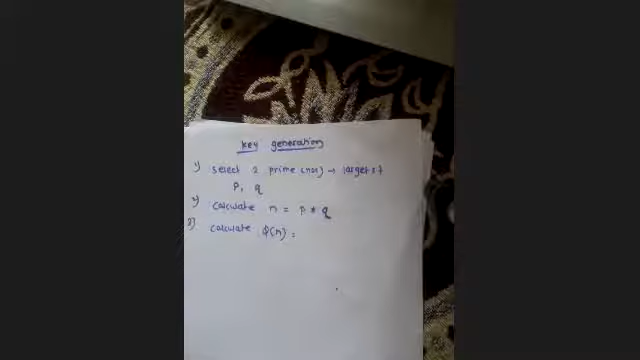 key generation
1) select 2 prime (nos) → largest
p, q
2) calculate n = p * q
3) calculate φ(n) =